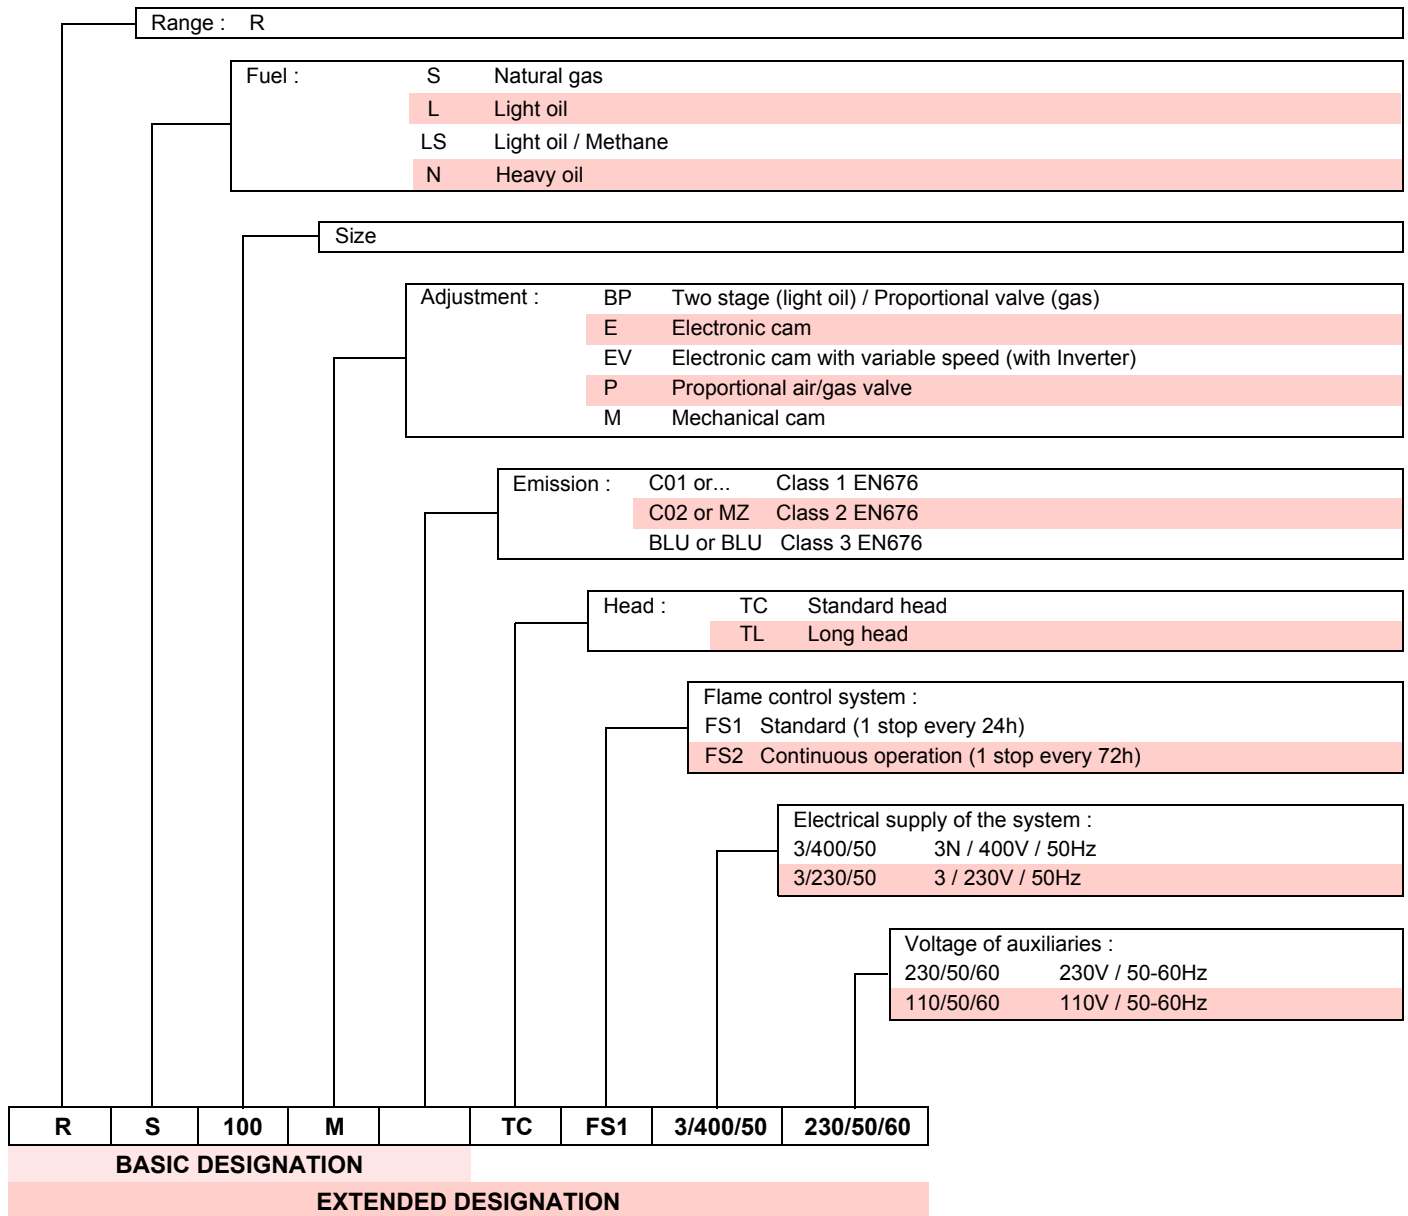 Range : R
Fuel : S Natural gas
L Light oil
LS Light oil / Methane
N Heavy oil
Size
Adjustment : BP Two stage (light oil) / Proportional valve (gas)
E Electronic cam
EV Electronic cam with variable speed (with Inverter)
P Proportional air/gas valve
M Mechanical cam
Emission : C01 or... Class 1 EN676
C02 or MZ Class 2 EN676
BLU or BLU Class 3 EN676
Head : TC Standard head
TL Long head
Flame control system :
FS1 Standard (1 stop every 24h)
FS2 Continuous operation (1 stop every 72h)
Electrical supply of the system :
3/400/50 3N / 400V / 50Hz
3/230/50 3 / 230V / 50Hz
Voltage of auxiliaries :
230/50/60 230V / 50-60Hz
110/50/60 110V / 50-60Hz
R S 100 M TC FS1 3/400/50 230/50/60
BASIC DESIGNATION
EXTENDED DESIGNATION